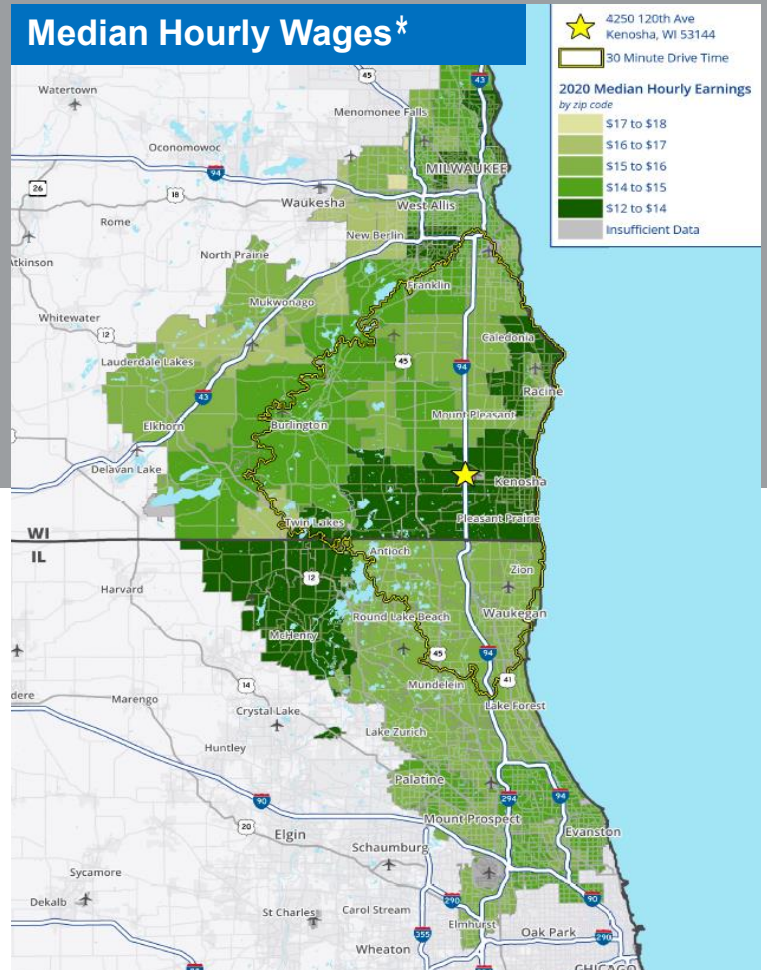 Median Hourly Wages*
4250 120th Ave
Kenosha, WI 53144
30 Minute Drive Time
2020 Median Hourly Earnings
by zip code
$17 to $18
$16 to $17
$15 to $16
$14 to $15
$12 to $14
Insufficient Data
45
43
Watertown
Menomonee Falls
Oconomowoc
94
MILWAUKEE
26
18
Waukesha
West Allis
Rome
New Berlin
North Prairie
Atkinson
Franklin
Mukwonago
Whitewater
12
Caledonia
Lauderdale Lakes
45
94
43
Racine
Elkhorn
Burlington
Mount Pleasant
Delavan Lake
Kenosha
Twin Lakes
Pleasant Prairie
WI
IL
Antioch
12
Zion
Harvard
Round Lake Beach
Waukegan
McHenry
45
94
14
Mundelein
41
Marengo
Crystal Lake
Lake Forest
dere
Lake Zurich
Huntley
Palatine
90
294
94
20
Elgin
Mount Prospect
Evanston
Schaumburg
Sycamore
Dekalb
290
90
St Charles
Carol Stream
Elmhurst
355
Oak Park
290
Wheaton
CHICAGO